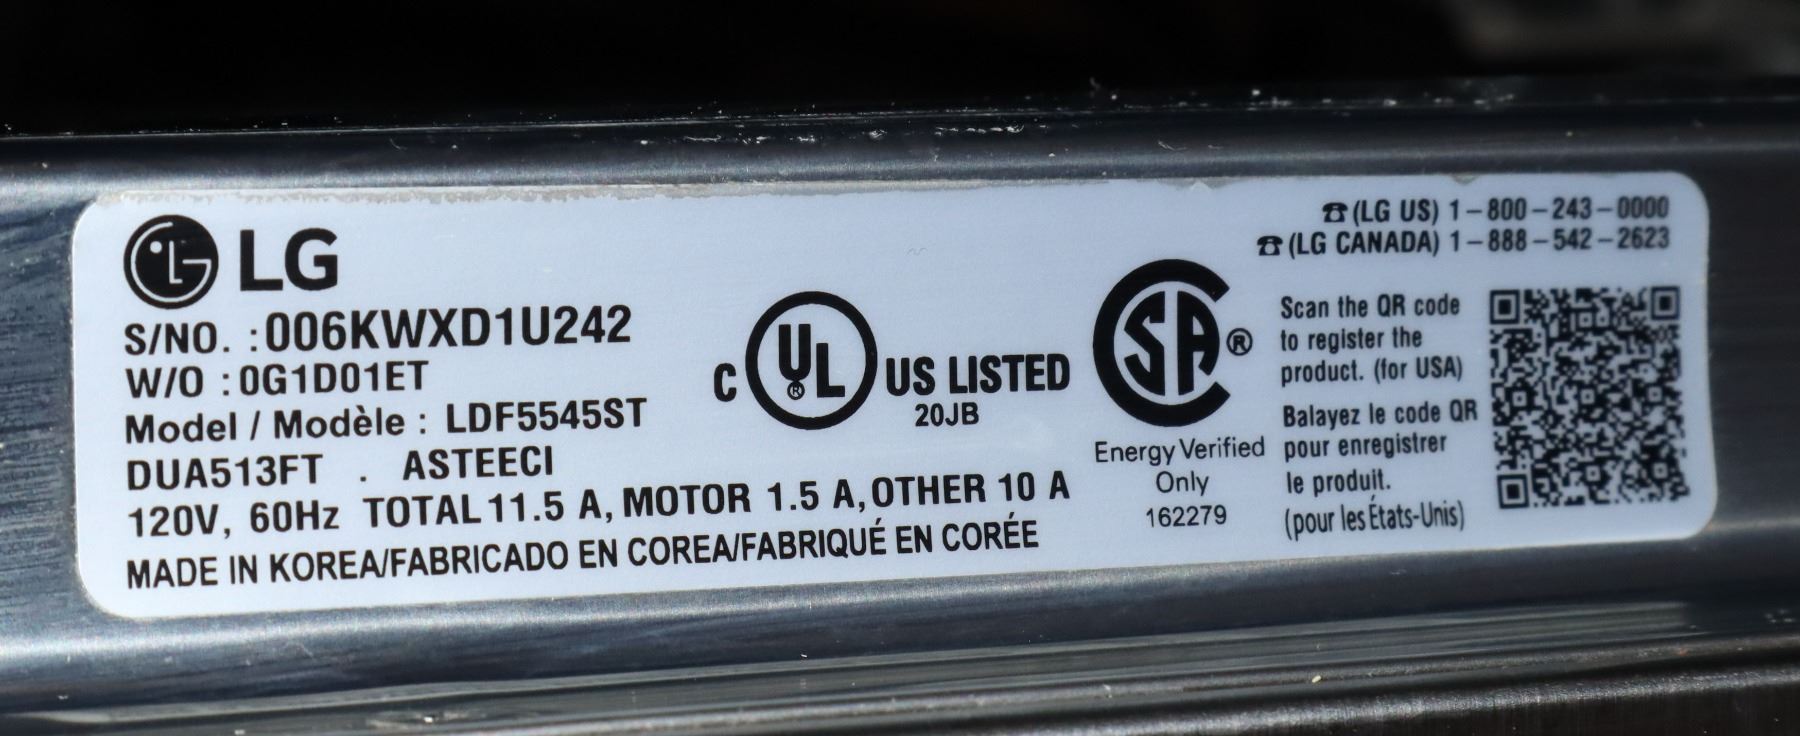 LG
S/NO. : 006KWXD1U242
W/O : 0G1D01ET
Model / Modèle : LDF5545ST
DUA513FT . ASTEECI
120V, 60Hz TOTAL 11.5 A, MOTOR 1.5 A, OTHER 10 A
MADE IN KOREA/FABRICADO EN COREA/FABRIQUÉ EN CORÉE
C UL® US LISTED
20JB
SA®
Energy Verified
Only
162279
☎ (LG US) 1-800-243-0000
☎ (LG CANADA) 1-888-542-2623
Scan the QR code
to register the
product. (for USA)
Balayez le code QR
pour enregistrer
le produit.
(pour les États-Unis)